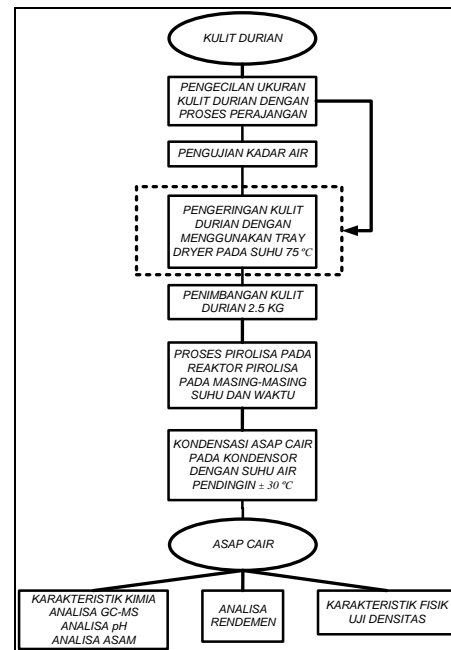 KULIT DURIAN
PENGECILAN UKURAN
KULIT DURIAN DENGAN
PROSES PERAJANGAN
PENGUJIAN KADAR AIR
PENGERINGAN KULIT
DURIAN DENGAN
MENGGUNAKAN TRAY
DRYER PADA SUHU 75 °C
PENIMBANGAN KULIT
DURIAN 2.5 KG
PROSES PIROLISA PADA
REAKTOR PIROLISA
PADA MASING-MASING
SUHU DAN WAKTU
KONDENSASI ASAP CAIR
PADA KONDENSOR
DENGAN SUHU AIR
PENDINGIN ± 30 °C
ASAP CAIR
KARAKTERISTIK KIMIA
ANALISA GC-MS
ANALISA pH
ANALISA ASAM
ANALISA
RENDEMEN
KARAKTERISTIK FISIK
UJI DENSITAS